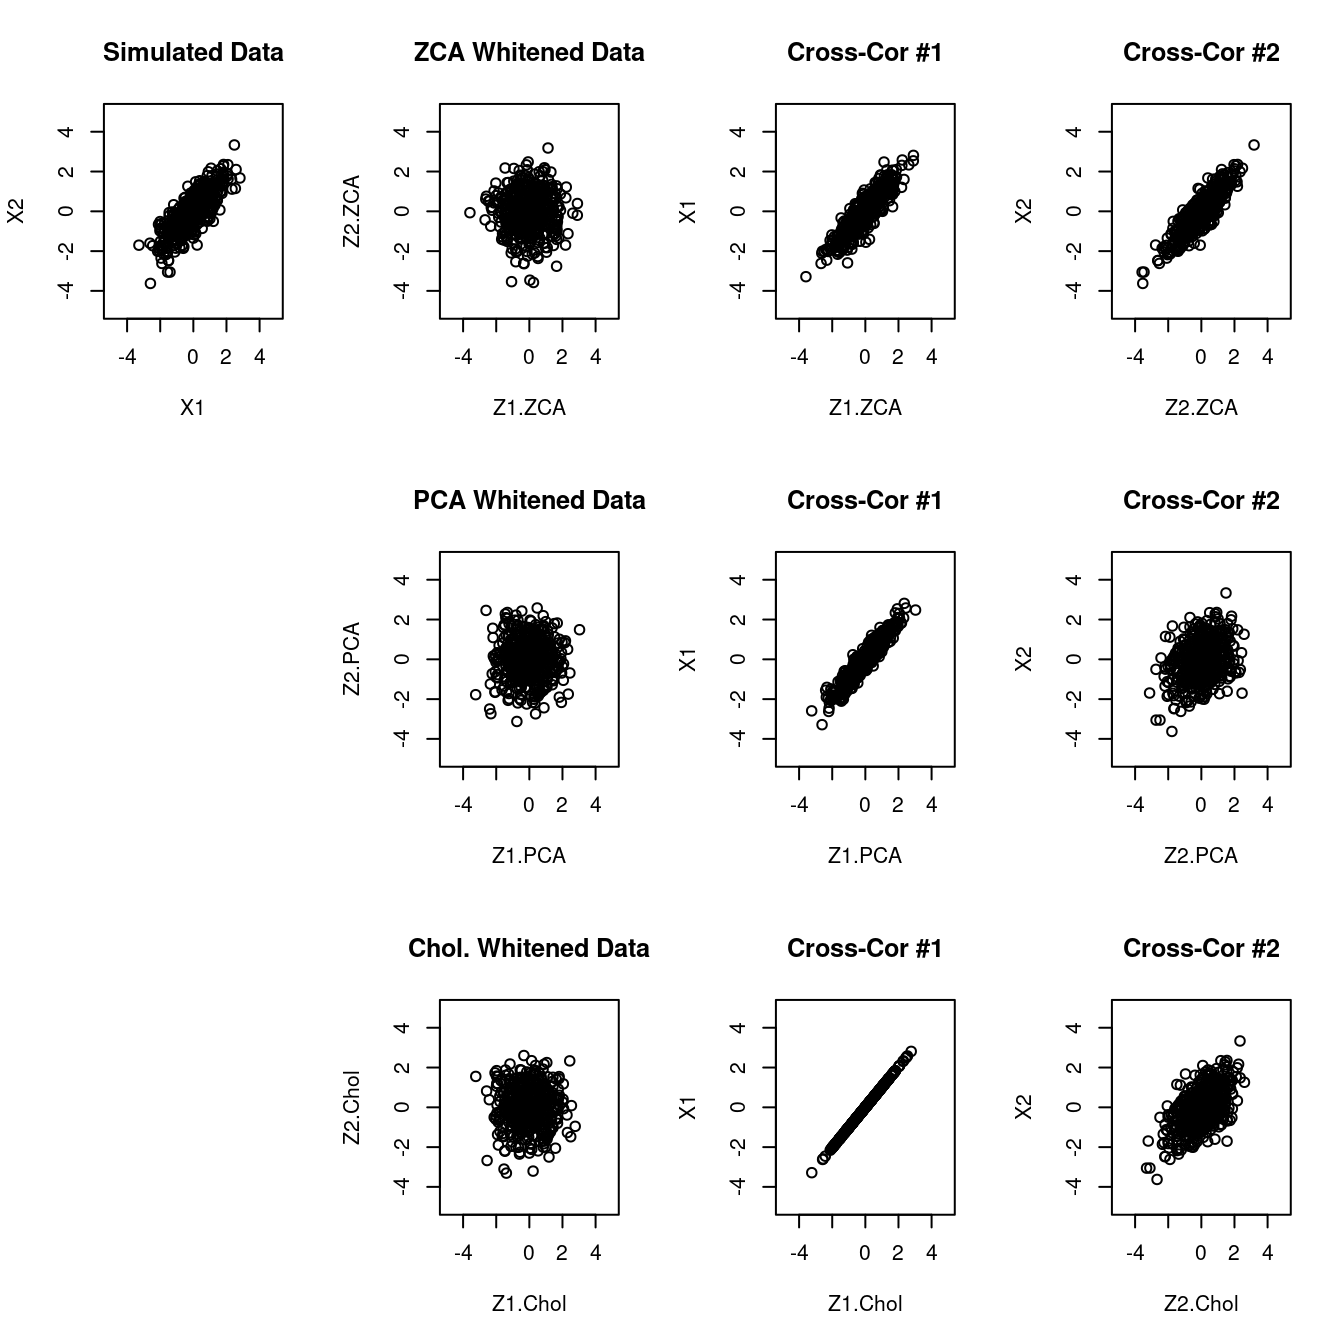 Simulated Data
X2
4
2
0
-2
-4
-4 0 2 4
X1
ZCA Whitened Data
Z2.ZCA
4
2
0
-2
-4
-4 0 2 4
Z1.ZCA
Cross-Cor #1
X1
4
2
0
-2
-4
-4 0 2 4
Z1.ZCA
Cross-Cor #2
X2
4
2
0
-2
-4
-4 0 2 4
Z2.ZCA
PCA Whitened Data
Z2.PCA
4
2
0
-2
-4
-4 0 2 4
Z1.PCA
Cross-Cor #1
X1
4
2
0
-2
-4
-4 0 2 4
Z1.PCA
Cross-Cor #2
X2
4
2
0
-2
-4
-4 0 2 4
Z2.PCA
Chol. Whitened Data
Z2.Chol
4
2
0
-2
-4
-4 0 2 4
Z1.Chol
Cross-Cor #1
X1
4
2
0
-2
-4
-4 0 2 4
Z1.Chol
Cross-Cor #2
X2
4
2
0
-2
-4
-4 0 2 4
Z2.Chol